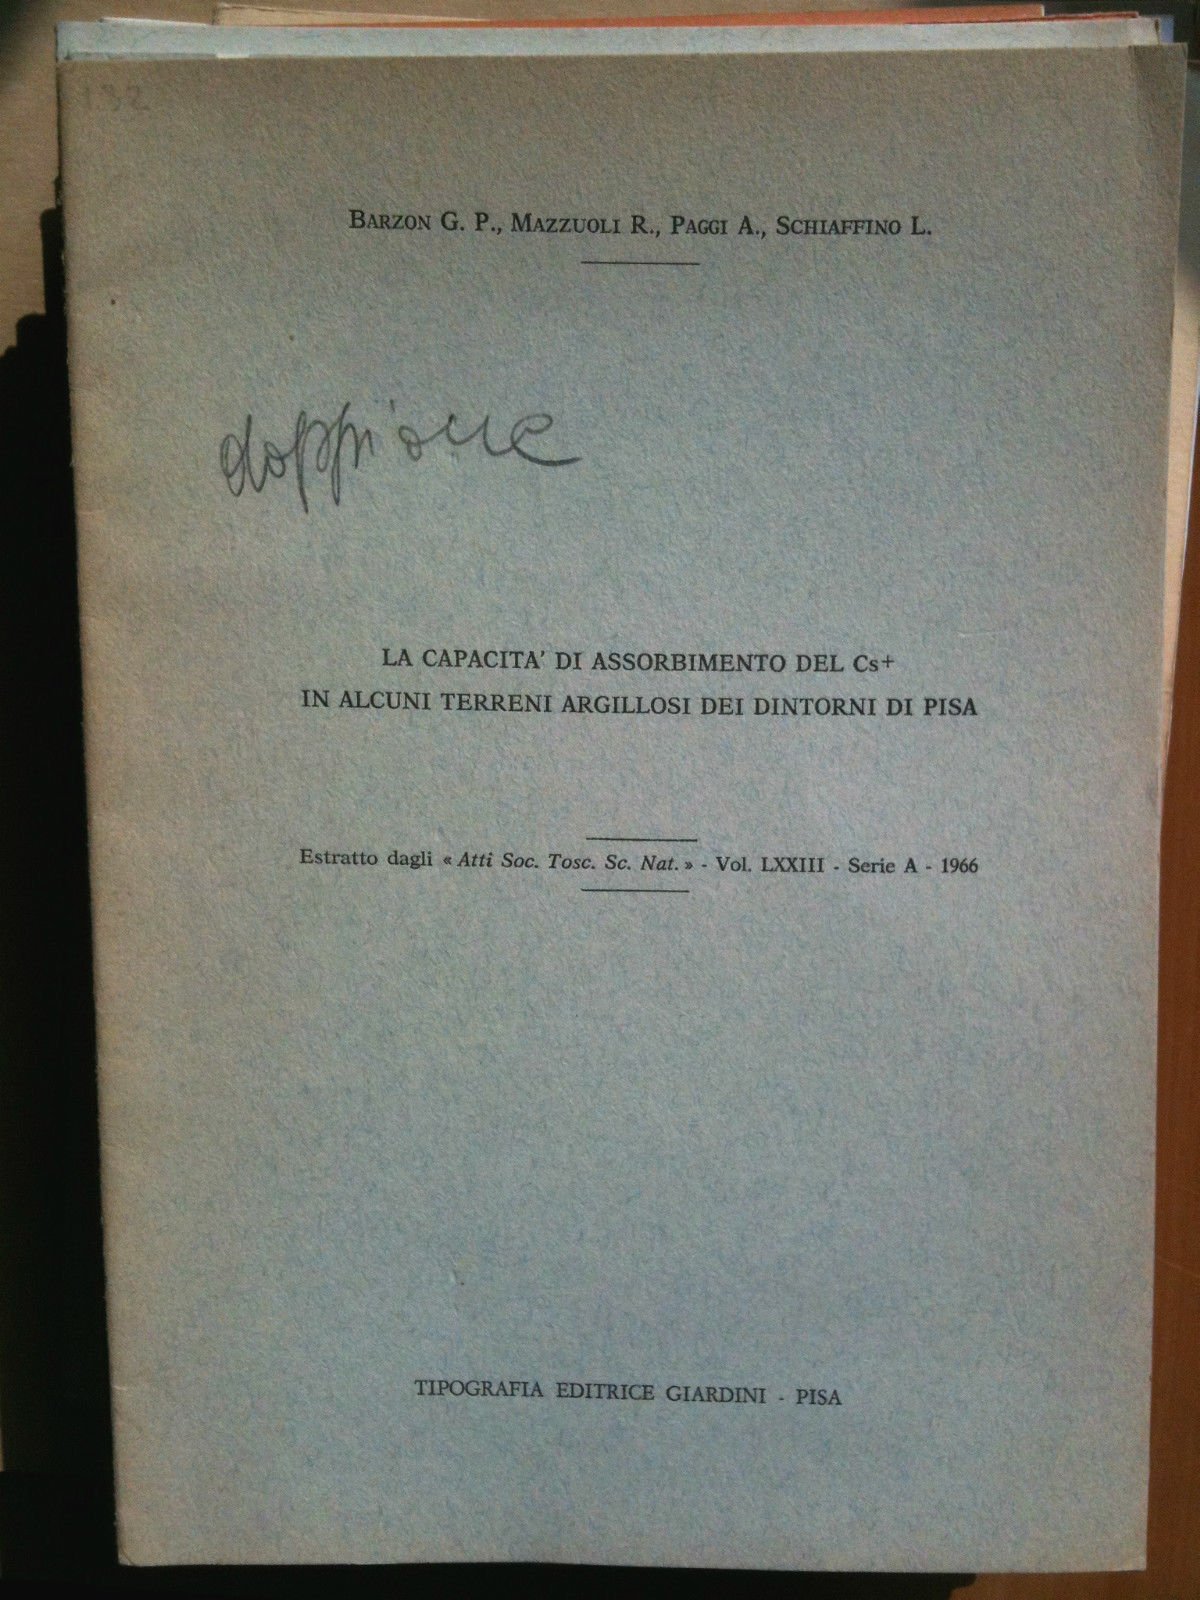 132
BARZON G. P., MAZZUOLI R., PAGGI A., SCHIAFFINO L.
doppione
LA CAPACITA' DI ASSORBIMENTO DEL Cs+
IN ALCUNI TERRENI ARGILLOSI DEI DINTORNI DI PISA
Estratto dagli « Atti Soc. Tosc. Sc. Nat. » - Vol. LXXIII - Serie A - 1966
TIPOGRAFIA EDITRICE GIARDINI - PISA